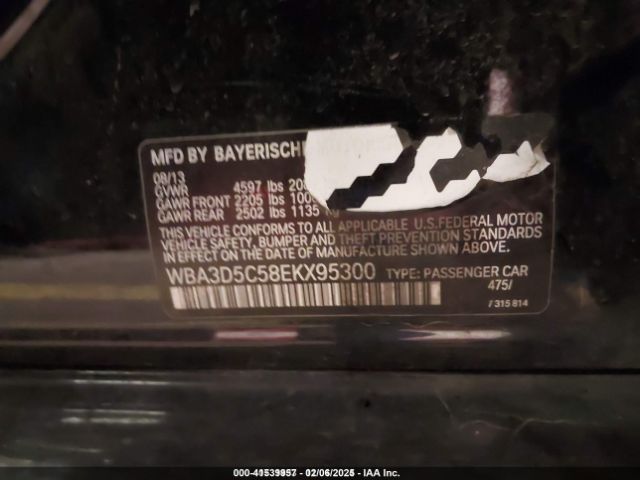 MFD BY BAYERISCHE
08/13
GVWR 4597 lbs
GAWR FRONT 2205 lbs
GAWR REAR 2502 lbs 1135 kg
THIS VEHICLE CONFORMS TO ALL APPLICABLE U.S.FEDERAL MOTOR
VEHICLE SAFETY, BUMPER AND THEFT PREVENTION STANDARDS
IN EFFECT ON THE DATE OF MANUFACTURE SHOWN ABOVE.
WBA3D5C58EKX95300 TYPE: PASSENGER CAR
475/
/ 315 814
02/06/2025 - IAA Inc.